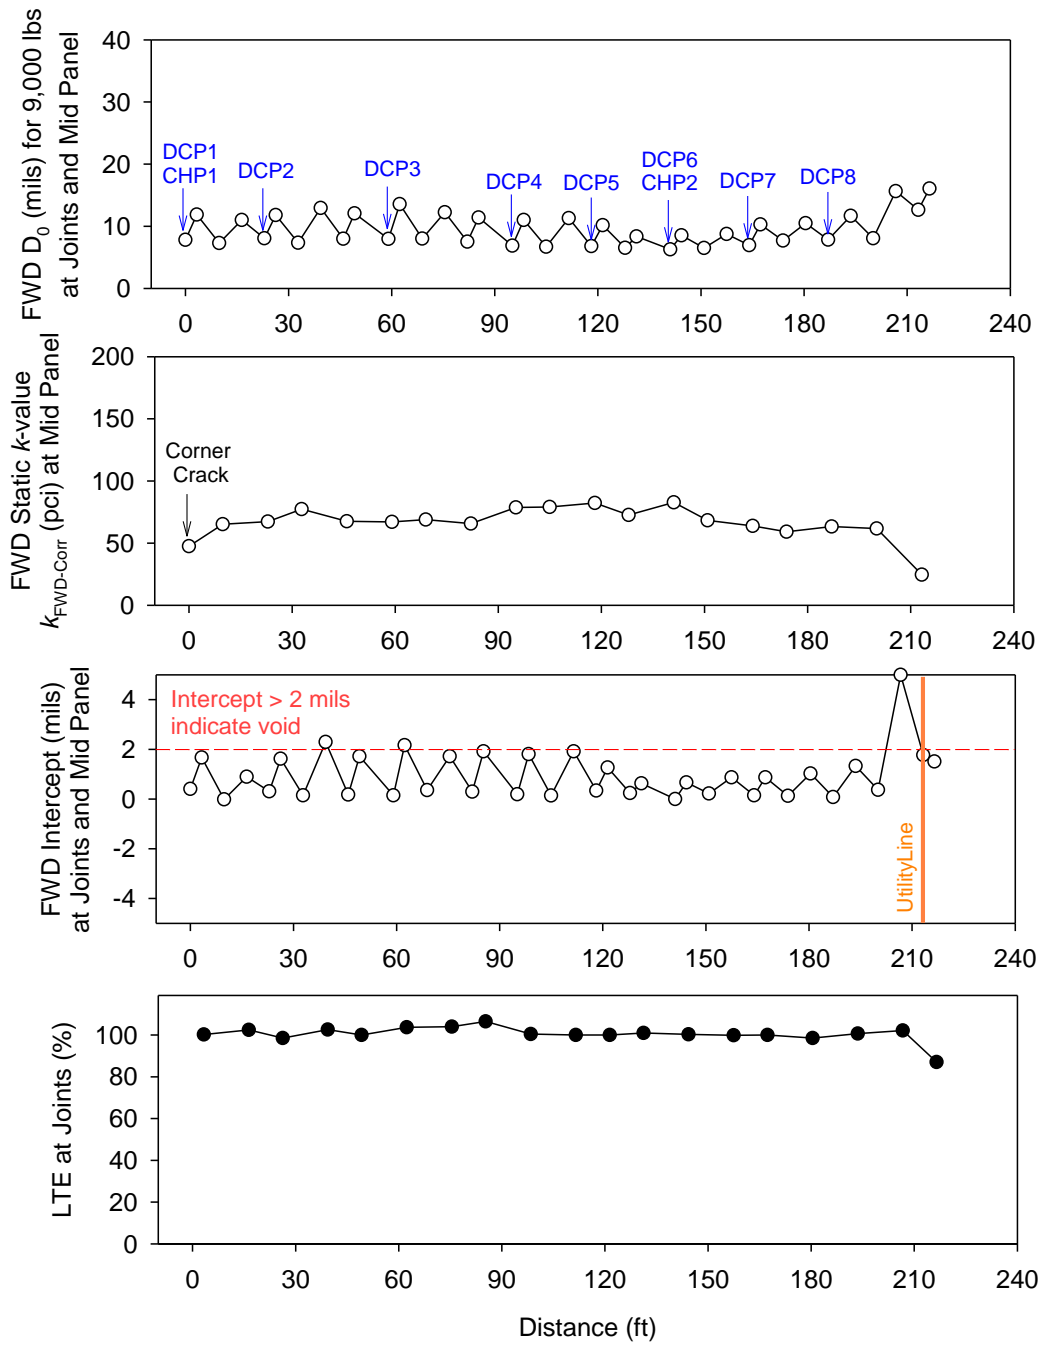 FWD D0 (mils) for 9,000 lbs
at Joints and Mid Panel
40
30
20
10
0
DCP1
CHP1
DCP2
DCP3
DCP4
DCP5
DCP6
CHP2
DCP7
DCP8
0 30 60 90 120 150 180 210 240
FWD Static k-value
kFWD-Corr (pci) at Mid Panel
200
150
100
50
0
Corner
Crack
0 30 60 90 120 150 180 210 240
FWD Intercept (mils)
at Joints and Mid Panel
4
2
0
-2
-4
Intercept > 2 mils
indicate void
UtilityLine
0 30 60 90 120 150 180 210 240
LTE at Joints (%)
100
80
60
40
20
0
0 30 60 90 120 150 180 210 240
Distance (ft)